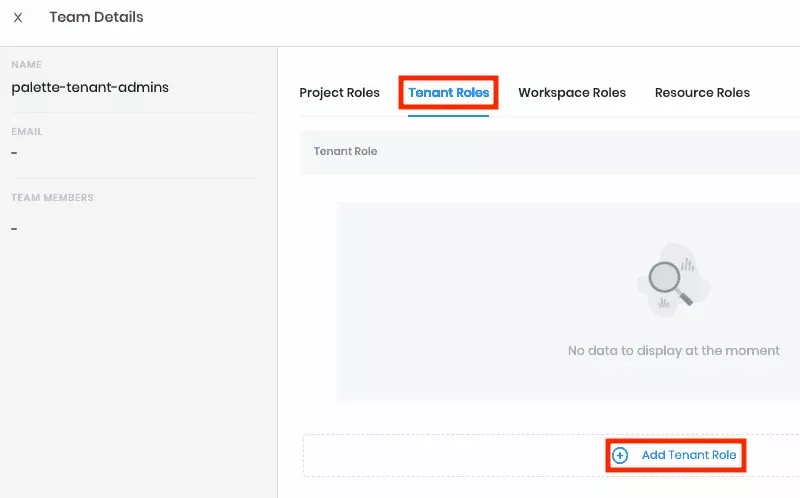 Team Details
NAME
palette-tenant-admins
EMAIL
-
TEAM MEMBERS
-
Project Roles Tenant Roles Workspace Roles Resource Roles
Tenant Role
No data to display at the moment
Add Tenant Role